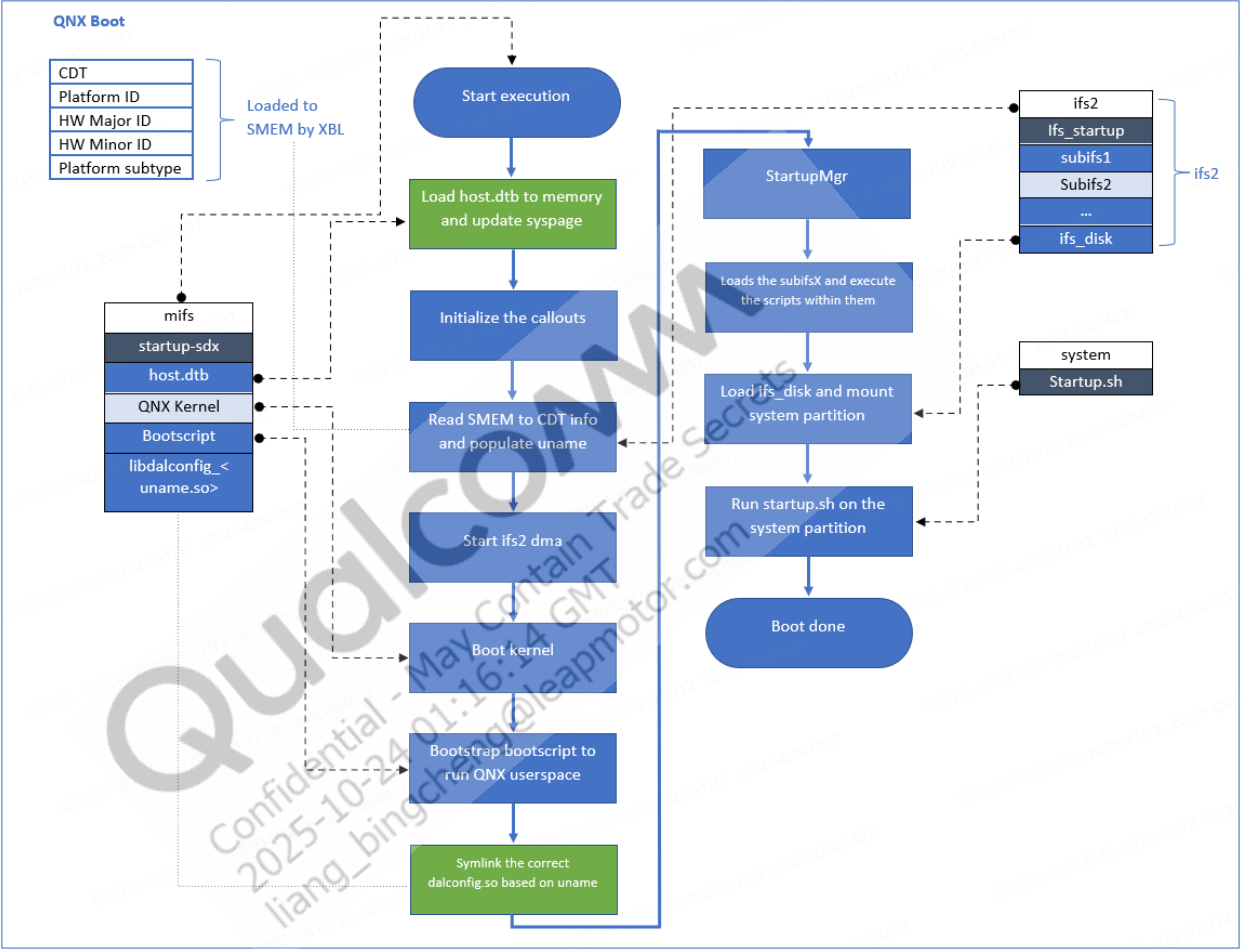 QNX Boot
CDT
Platform ID
HW Major ID
HW Minor ID
Platform subtype
Loaded to
SMEM by XBL
mifs
startup-sdx
host.dtb
QNX Kernel
Bootscript
libdalconfig_<
uname.so>
Start execution
Load host.dtb to memory
and update syspage
Initialize the callouts
Read SMEM to CDT info
and populate uname
Start ifs2 dma
Boot kernel
Bootstrap bootscript to
run QNX userspace
Symlink the correct
dalconfig.so based on uname
StartupMgr
Loads the subifsX and execute
the scripts within them
Load ifs_disk and mount
system partition
Run startup.sh on the
system partition
Boot done
ifs2
Ifs_startup
subifs1
Subifs2
...
ifs_disk
ifs2
system
Startup.sh
Qualcomm
Confidential - May Contain Trade Secrets
2025-10-24 01:16:14 GMT
liang_bingcheng@leapmotor.com